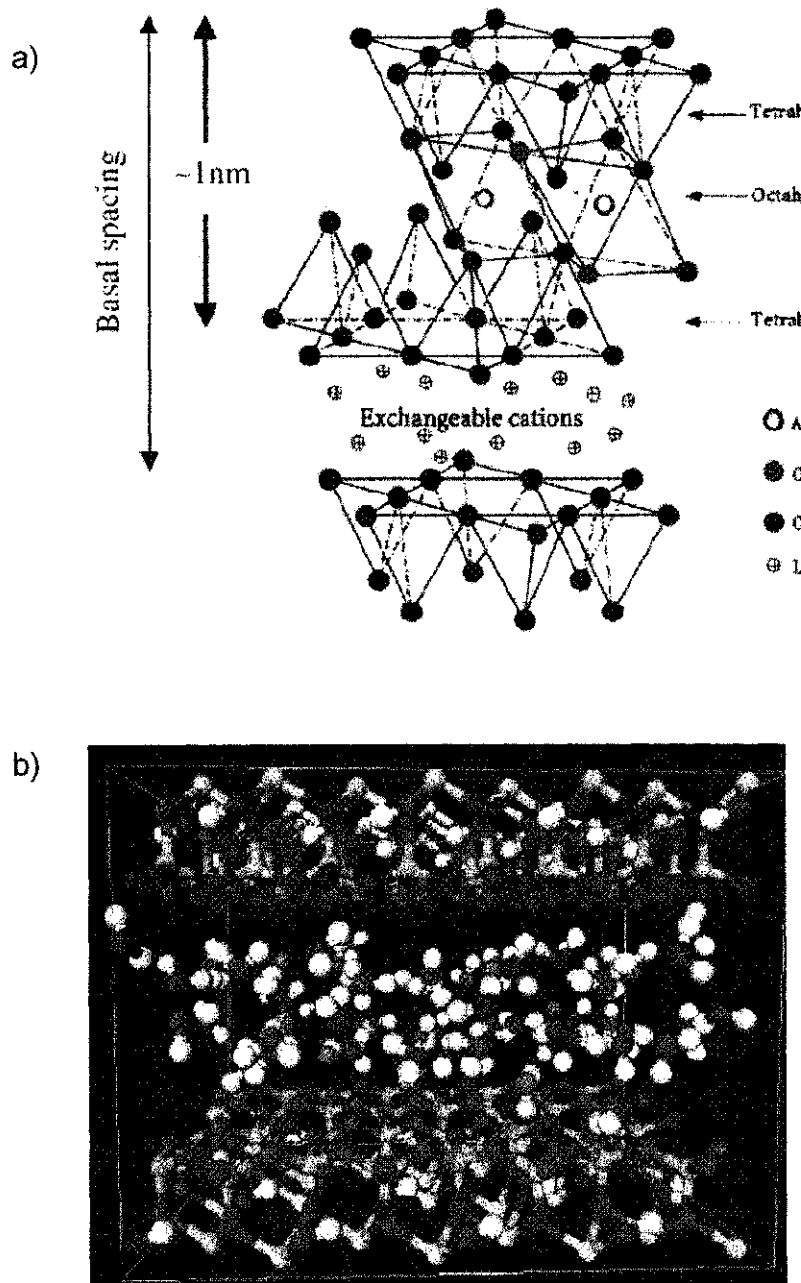 a)
Basal spacing
~1nm
Tetrah
Octah
Tetrah
Exchangeable cations
A
O
O
L
b)